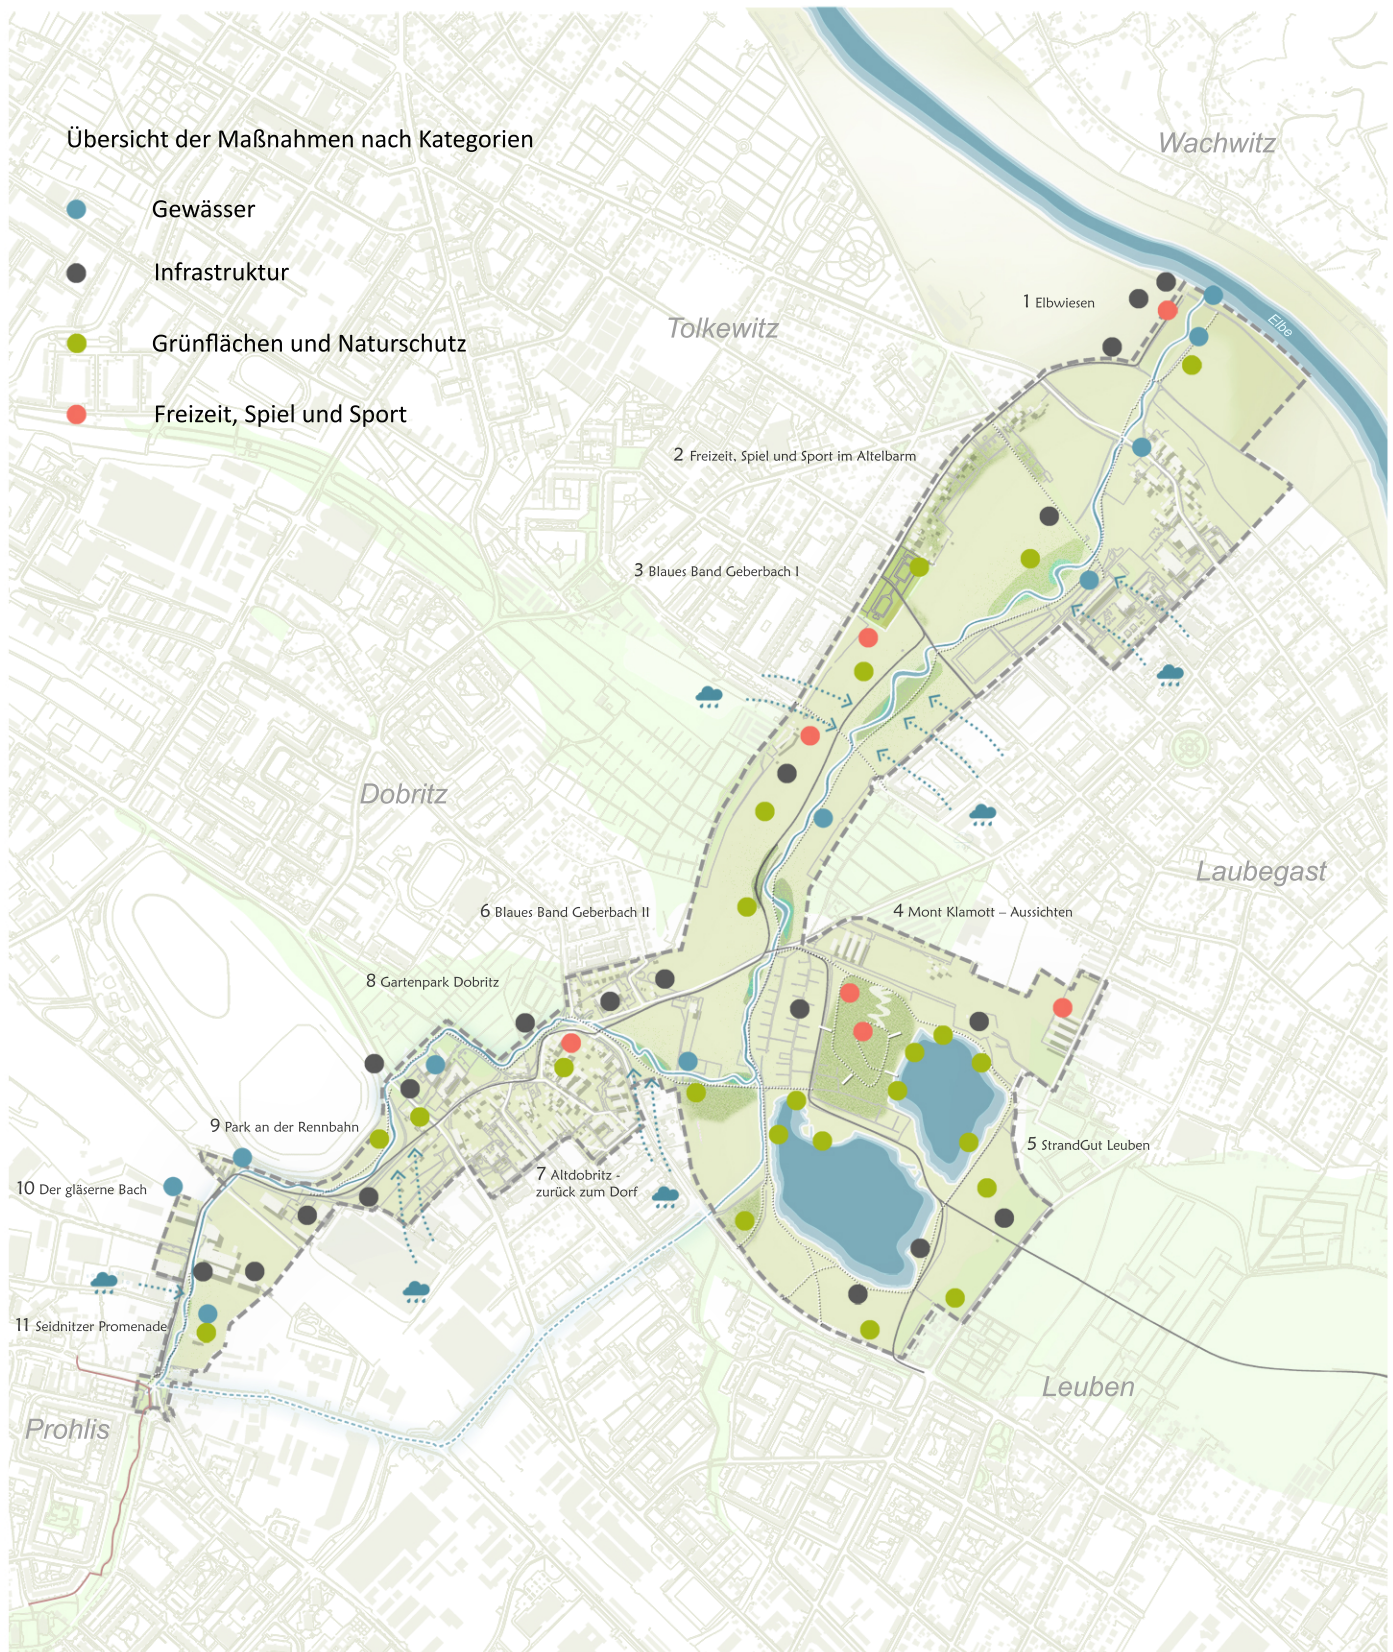 Übersicht der Maßnahmen nach Kategorien
Gewässer
Infrastruktur
Grünflächen und Naturschutz
Freizeit, Spiel und Sport
Wachwitz
1 Elbwiesen
Elbe
Tolkewitz
2 Freizeit, Spiel und Sport im Altelbarm
3 Blaues Band Geberbach I
Dobritz
Laubegast
6 Blaues Band Geberbach II
4 Mont Klamott – Aussichten
8 Gartenpark Dobritz
9 Park an der Rennbahn
5 StrandGut Leuben
7 Altdobritz -
zurück zum Dorf
10 Der gläserne Bach
11 Seidnitzer Promenade
Leuben
Prohlis